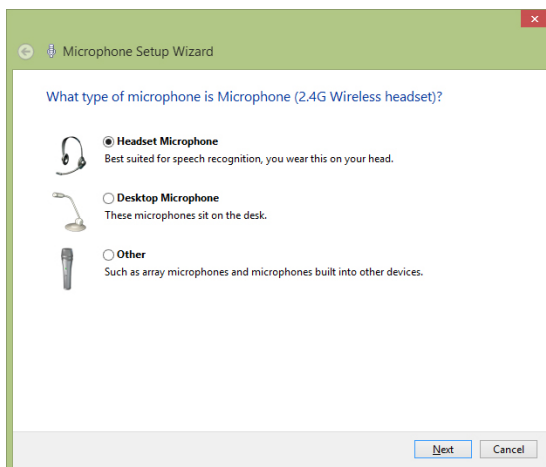 Microphone Setup Wizard
What type of microphone is Microphone (2.4G Wireless headset)?
Headset Microphone
Best suited for speech recognition, you wear this on your head.
Desktop Microphone
These microphones sit on the desk.
Other
Such as array microphones and microphones built into other devices.
Next Cancel